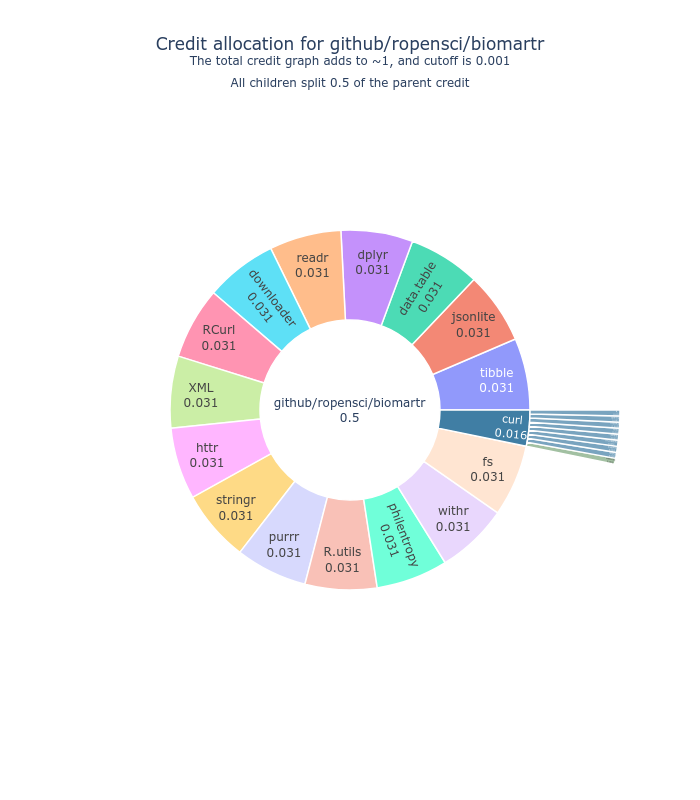 Credit allocation for github/ropensci/biomartr
The total credit graph adds to ~1, and cutoff is 0.001
All children split 0.5 of the parent credit
github/ropensci/biomartr
0.5
tibble
0.031
jsonlite
0.031
data.table
0.031
dplyr
0.031
readr
0.031
downloader
0.031
RCurl
0.031
XML
0.031
httr
0.031
stringr
0.031
purrr
0.031
R.utils
0.031
philentropy
0.031
withr
0.031
fs
0.031
curl
0.016